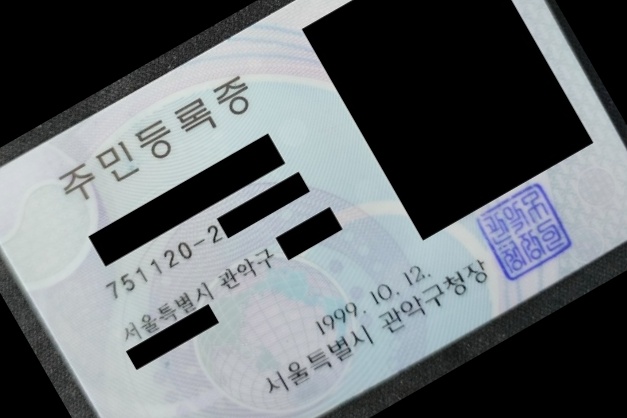 주민등록증
751120-2
서울특별시 관악구
1999. 10. 12.
서울특별시 관악구청장